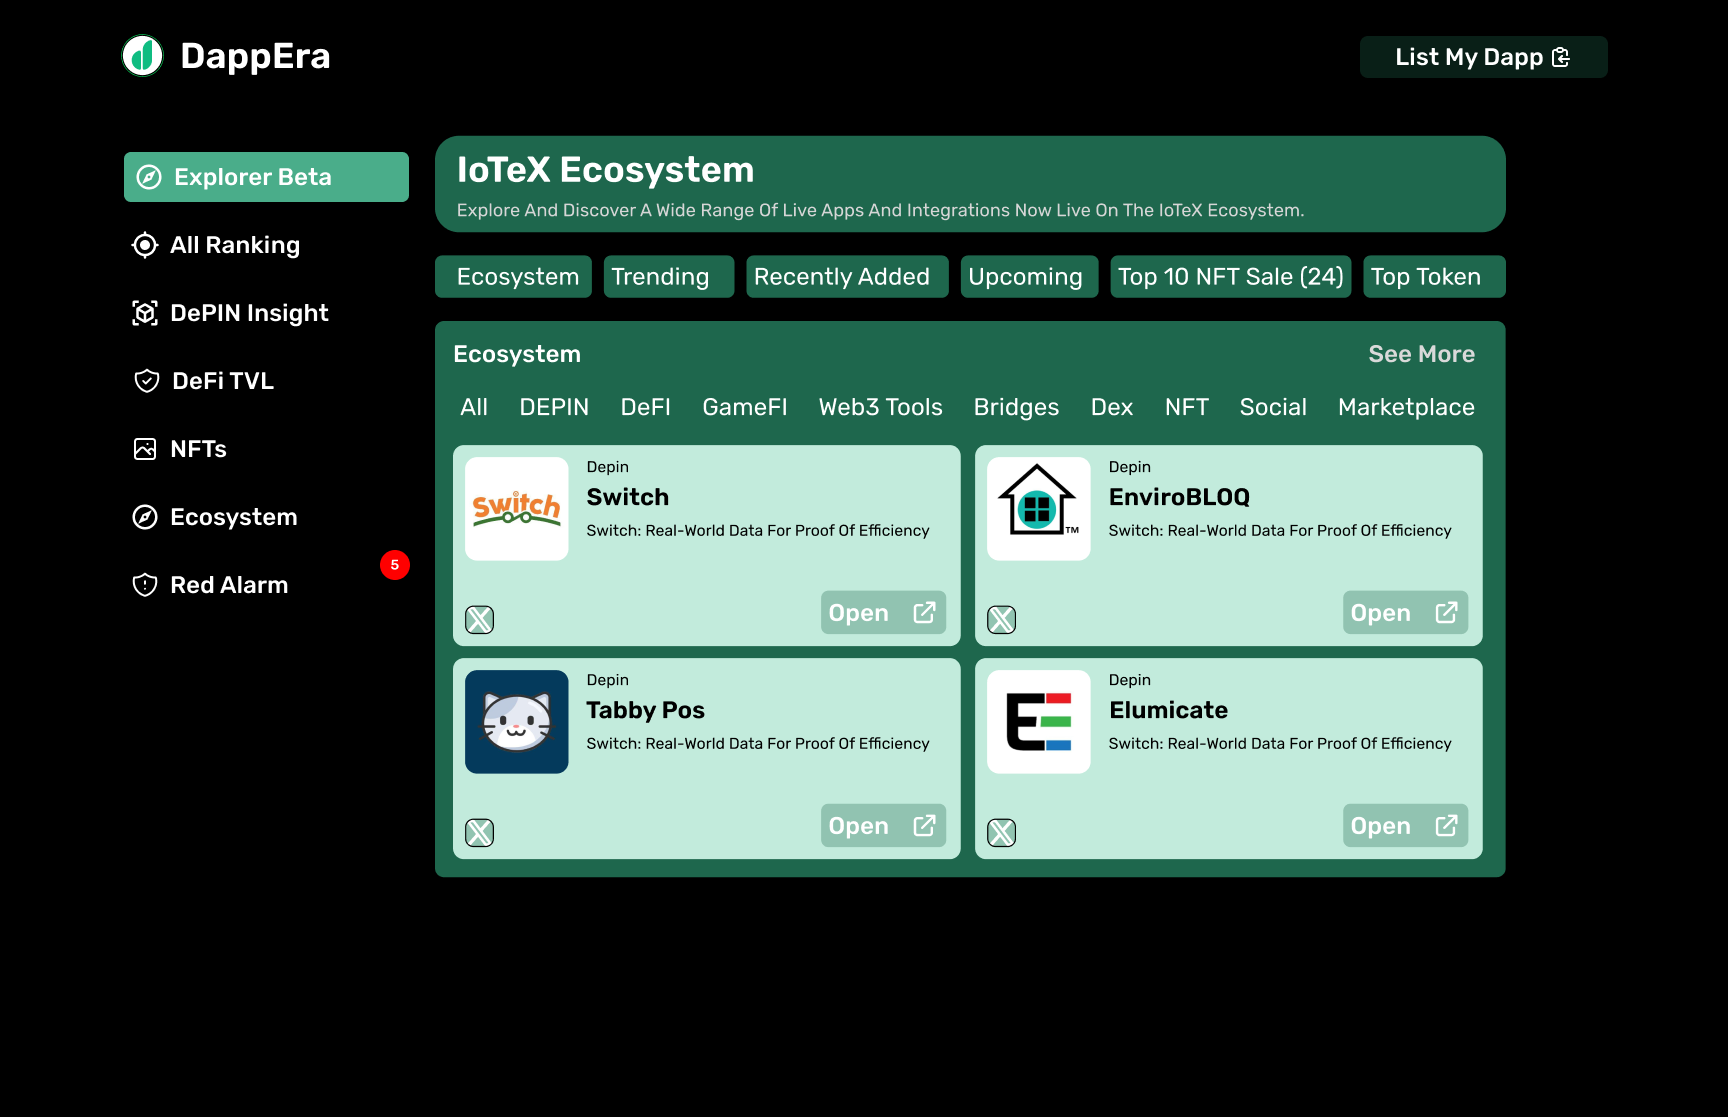 DappEra
List My Dapp
Explorer Beta
All Ranking
DePIN Insight
DeFi TVL
NFTs
Ecosystem
Red Alarm
5
IoTeX Ecosystem
Explore And Discover A Wide Range Of Live Apps And Integrations Now Live On The IoTeX Ecosystem.
Ecosystem Trending Recently Added Upcoming Top 10 NFT Sale (24) Top Token
Ecosystem See More
All DEPIN DeFI GameFI Web3 Tools Bridges Dex NFT Social Marketplace
Switch
Depin
Switch
Switch: Real-World Data For Proof Of Efficiency
Open
TM
Depin
EnviroBLOQ
Switch: Real-World Data For Proof Of Efficiency
Open
Depin
Tabby Pos
Switch: Real-World Data For Proof Of Efficiency
Open
Depin
Elumicate
Switch: Real-World Data For Proof Of Efficiency
Open